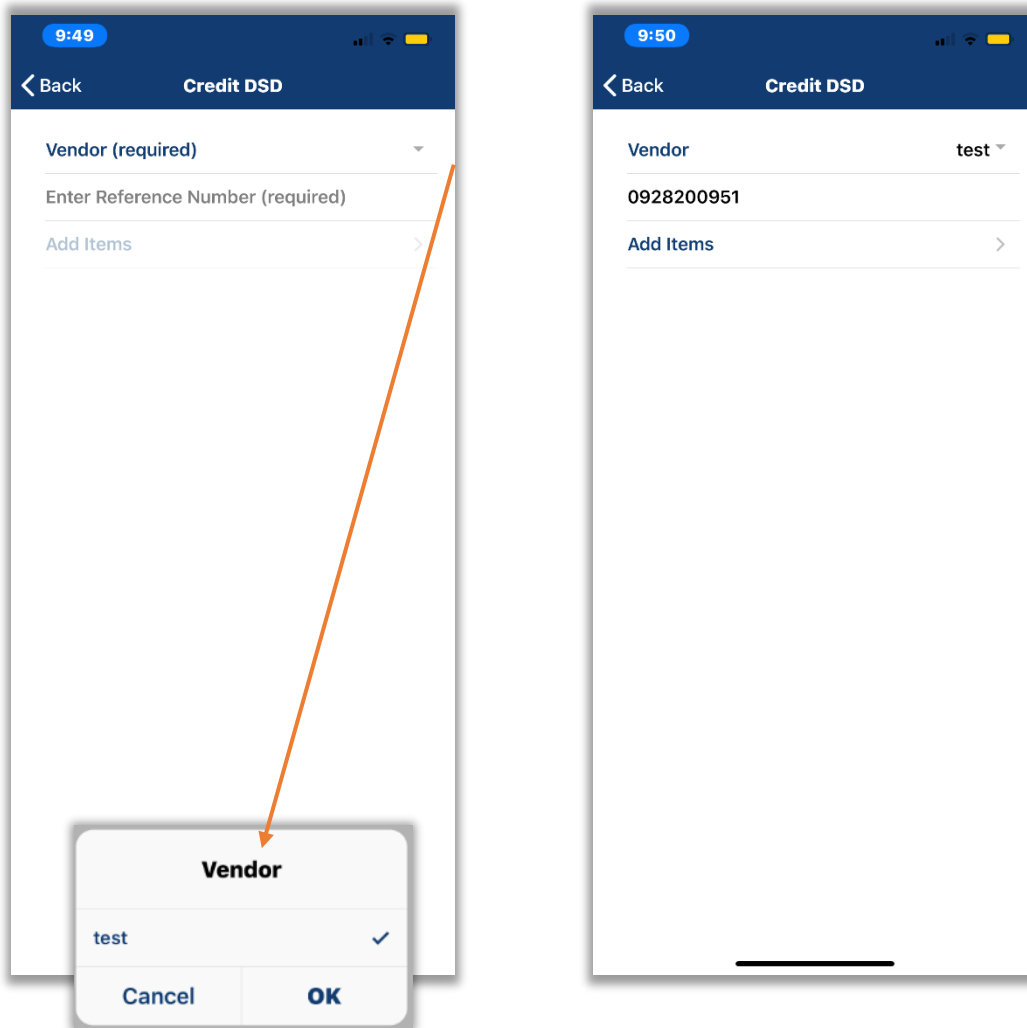 9:49
Back
Credit DSD
Vendor (required)
Enter Reference Number (required)
Add Items
Vendor
test
Cancel
OK
9:50
Back
Credit DSD
Vendor
test
0928200951
Add Items